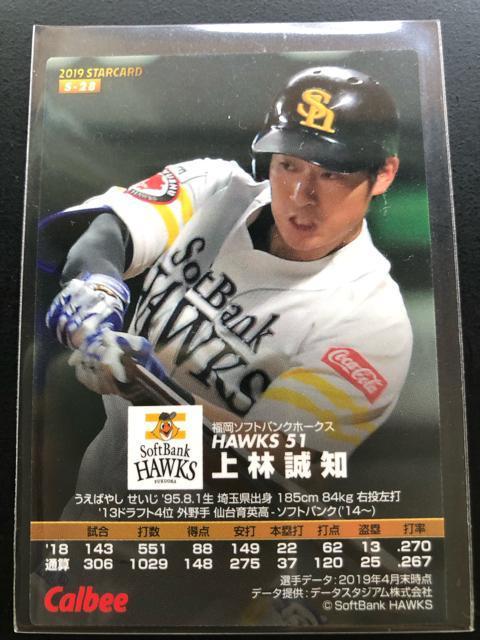 2019 STARCARD
S-28
SH
SoftBank
HAWKS
Coca-Cola
SoftBank
HAWKS
FUKUOKA
福岡ソフトバンクホークス
HAWKS 51
上林誠知
うえばやし せいじ '95.8.1生 埼玉県出身 185cm 84kg 右投左打
'13ドラフト4位 外野手 仙台育英高-ソフトバンク('14~)
試合 打数 得点 安打 本塁打 打点 盗塁 打率
'18 143 551 88 149 22 62 13 .270
通算 306 1029 148 275 37 120 25 .267
選手データ:2019年4月末時点
データ提供:データスタジアム株式会社
Calbee
©SoftBank HAWKS